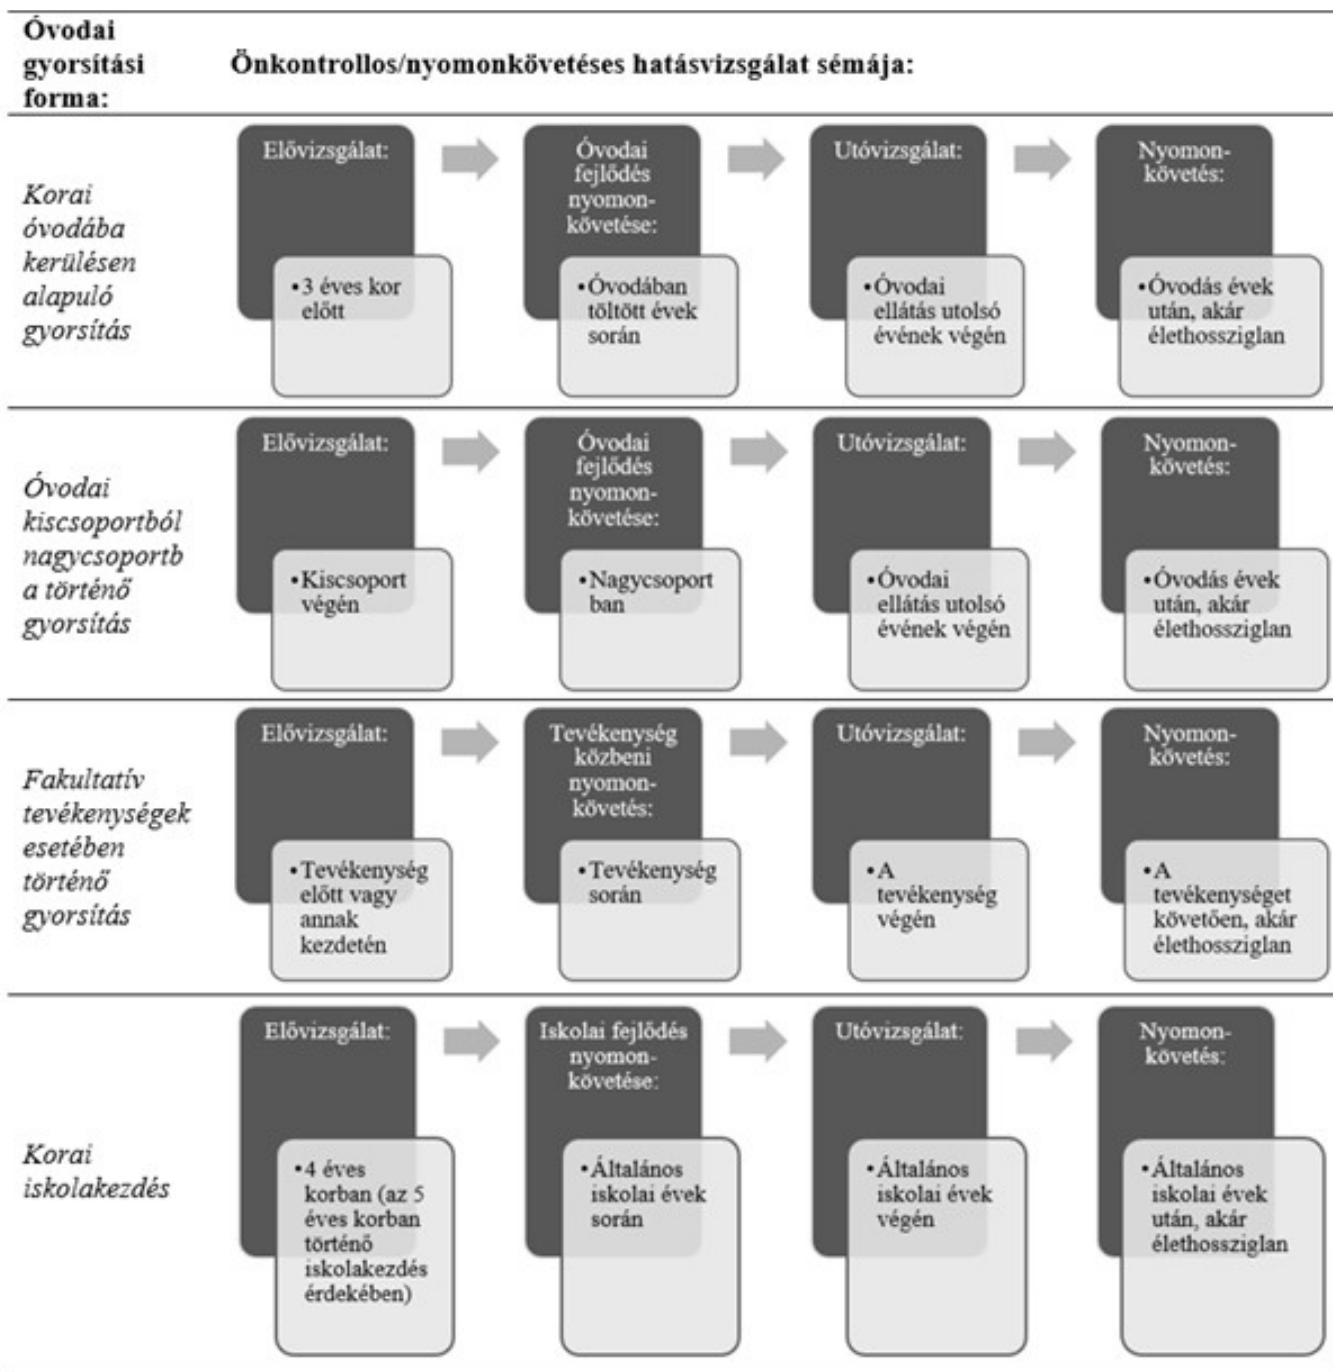 Óvodai
gyorsítási
forma:
Önkontrollos/nyomonkövetéses hatásvizsgálat sémája:
Korai
óvodába
kerülésen
alapuló
gyorsítás
Elővizsgálat:
•3 éves kor
előtt
Óvodai
fejlődés
nyomon-
követése:
•Óvodában
töltött évek
során
Utóvizsgálat:
•Óvodai
ellátás utolsó
évének végén
Nyomon-
követés:
•Óvodás évek
után, akár
élethossziglan
Óvodai
kiscsoportból
nagycsoportb
a történő
gyorsítás
Elővizsgálat:
•Kiscsoport
végén
Óvodai
fejlődés
nyomon-
követése:
•Nagycsoport
ban
Utóvizsgálat:
•Óvodai
ellátás utolsó
évének végén
Nyomon-
követés:
•Óvodás évek
után, akár
élethossziglan
Fakultatív
tevékenységek
esetében
történő
gyorsítás
Elővizsgálat:
•Tevékenység
előtt vagy
annak
kezdetén
Tevékenység
közbeni
nyomon-
követés:
•Tevékenység
során
Utóvizsgálat:
•A
tevékenység
végén
Nyomon-
követés:
•A
tevékenységet
követően, akár
élethossziglan
Korai
iskolakezdés
Elővizsgálat:
•4 éves
korban (az 5
éves korban
történő
iskolakezdés
érdekében)
Iskolai fejlődés
nyomon-
követése:
•Általános
iskolai évek
során
Utóvizsgálat:
•Általános
iskolai évek
végén
Nyomon-
követés:
•Általános
iskolai évek
után, akár
élethossziglan